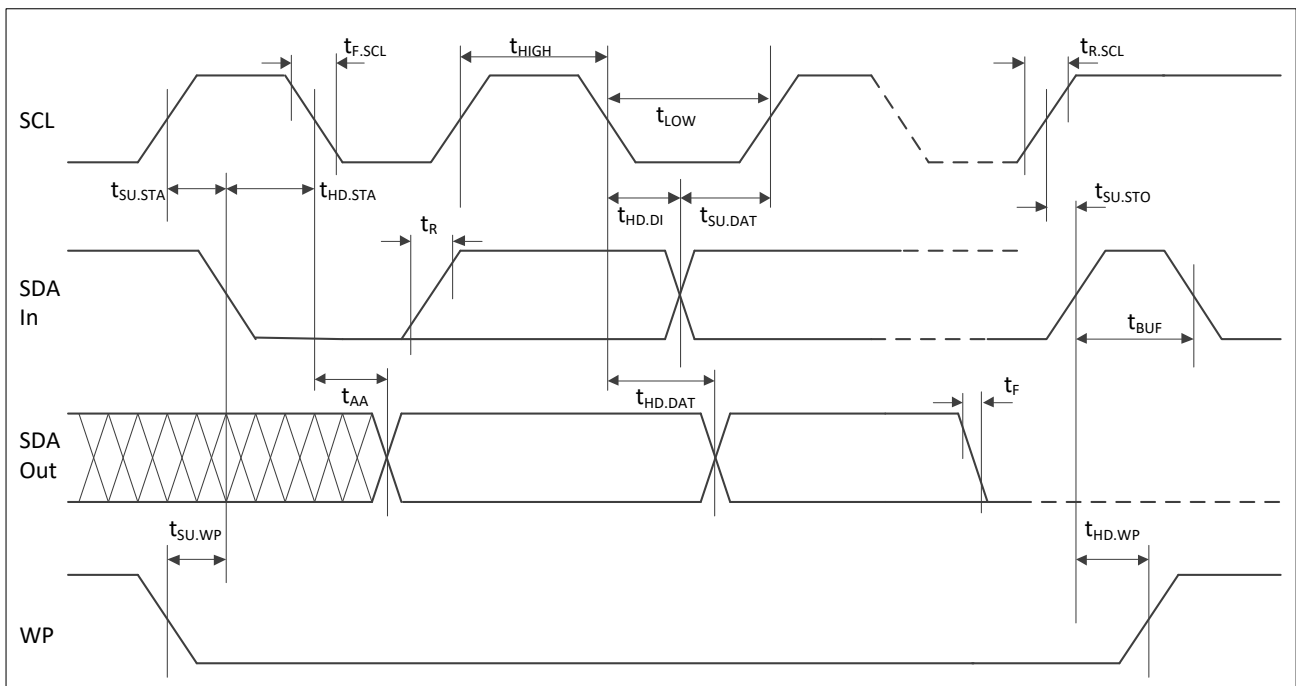 tF.SCL
tHIGH
tR.SCL
SCL
tLOW
tSU.STA
tHD.STA
tHD.DI
tSU.DAT
tSU.STO
tR
SDA
In
tBUF
tAA
tHD.DAT
tF
SDA
Out
tSU.WP
tHD.WP
WP